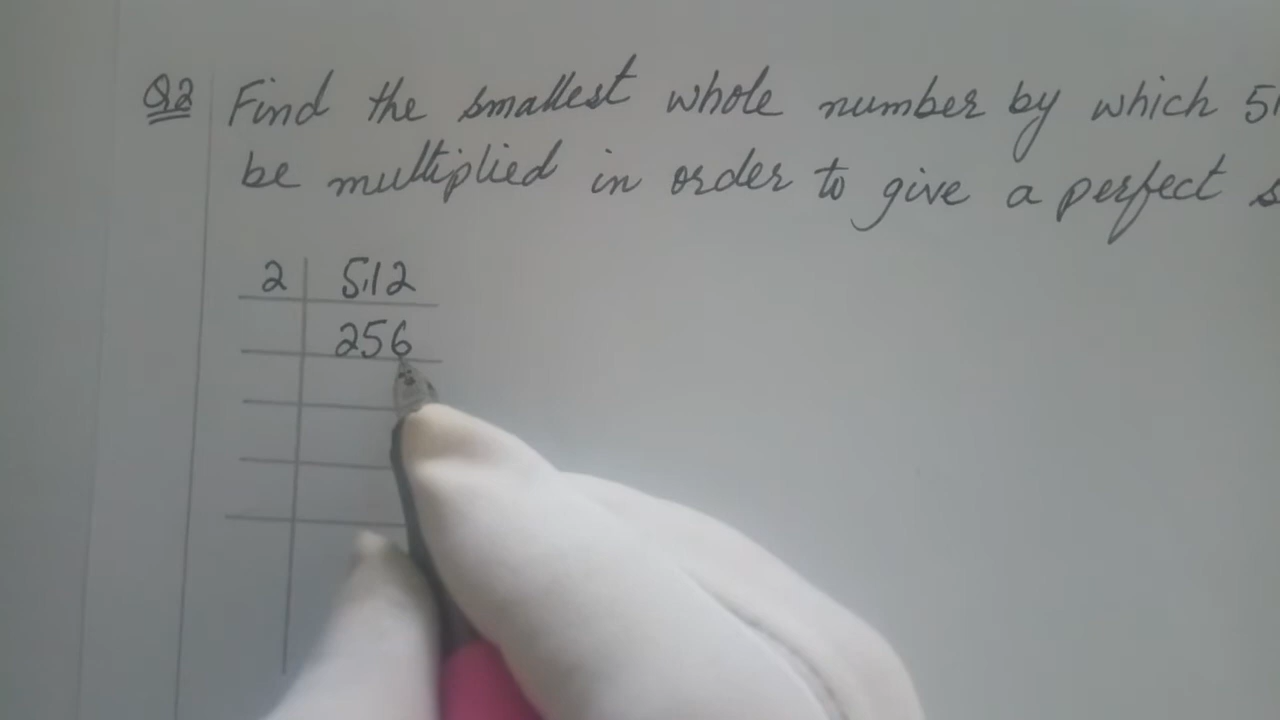 Q2 Find the smallest whole number by which
be multiplied in order to give a perfect
2 512
256